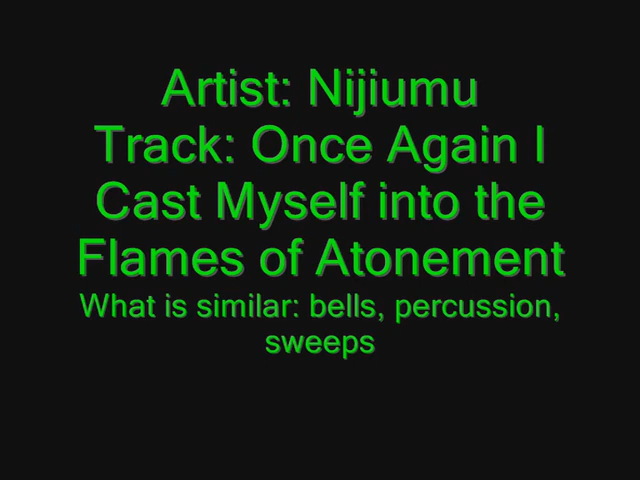 Artist: Nijiumu
Track: Once Again I
Cast Myself into the
Flames of Atonement
What is similar: bells, percussion,
sweeps